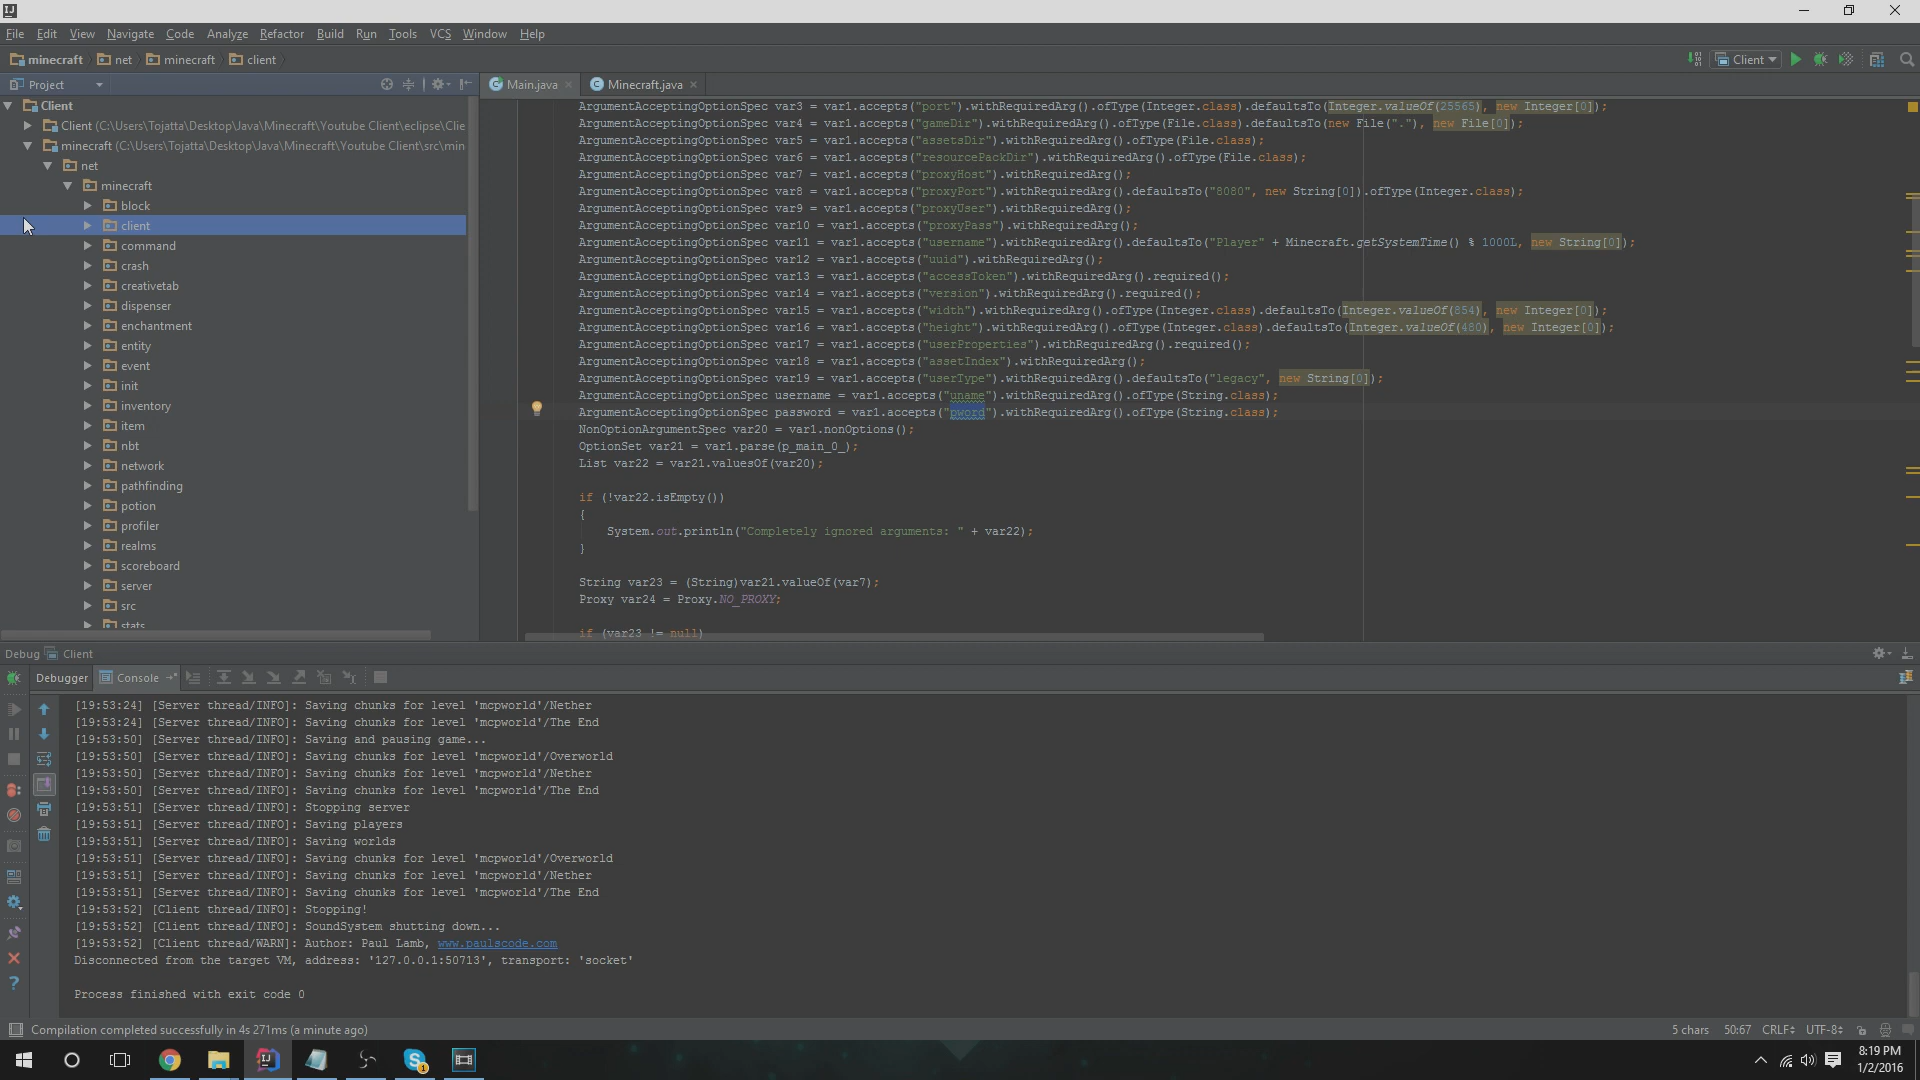 File Edit View Navigate Code Analyze Refactor Build Run Tools VCS Window Help
minecraft net minecraft client
Client
Project
Main.java
Minecraft.java
Client
Client (C:\Users\Tojatta\Desktop\Java\Minecraft\Youtube Client\eclipse\Clie
minecraft (C:\Users\Tojatta\Desktop\Java\Minecraft\Youtube Client\src\min
net
minecraft
block
client
command
crash
creativetab
dispenser
enchantment
entity
event
init
inventory
item
nbt
network
pathfinding
potion
profiler
realms
scoreboard
server
src
stats
ArgumentAcceptingOptionSpec var3 = var1.accepts("port").withRequiredArg().ofType(Integer.class).defaultsTo(Integer.valueOf(25565), new Integer[0]);
ArgumentAcceptingOptionSpec var4 = var1.accepts("gameDir").withRequiredArg().ofType(File.class).defaultsTo(new File("."), new File[0]);
ArgumentAcceptingOptionSpec var5 = var1.accepts("assetsDir").withRequiredArg().ofType(File.class);
ArgumentAcceptingOptionSpec var6 = var1.accepts("resourcePackDir").withRequiredArg().ofType(File.class);
ArgumentAcceptingOptionSpec var7 = var1.accepts("proxyHost").withRequiredArg();
ArgumentAcceptingOptionSpec var8 = var1.accepts("proxyPort").withRequiredArg().defaultsTo("8080", new String[0]).ofType(Integer.class);
ArgumentAcceptingOptionSpec var9 = var1.accepts("proxyUser").withRequiredArg();
ArgumentAcceptingOptionSpec var10 = var1.accepts("proxyPass").withRequiredArg();
ArgumentAcceptingOptionSpec var11 = var1.accepts("username").withRequiredArg().defaultsTo("Player" + Minecraft.getSystemTime() % 1000L, new String[0]);
ArgumentAcceptingOptionSpec var12 = var1.accepts("uuid").withRequiredArg();
ArgumentAcceptingOptionSpec var13 = var1.accepts("accessToken").withRequiredArg().required();
ArgumentAcceptingOptionSpec var14 = var1.accepts("version").withRequiredArg().required();
ArgumentAcceptingOptionSpec var15 = var1.accepts("width").withRequiredArg().ofType(Integer.class).defaultsTo(Integer.valueOf(854), new Integer[0]);
ArgumentAcceptingOptionSpec var16 = var1.accepts("height").withRequiredArg().ofType(Integer.class).defaultsTo(Integer.valueOf(480), new Integer[0]);
ArgumentAcceptingOptionSpec var17 = var1.accepts("userProperties").withRequiredArg().required();
ArgumentAcceptingOptionSpec var18 = var1.accepts("assetIndex").withRequiredArg();
ArgumentAcceptingOptionSpec var19 = var1.accepts("userType").withRequiredArg().defaultsTo("legacy", new String[0]);
ArgumentAcceptingOptionSpec username = var1.accepts("uname").withRequiredArg().ofType(String.class);
ArgumentAcceptingOptionSpec password = var1.accepts("pword").withRequiredArg().ofType(String.class);
NonOptionArgumentSpec var20 = var1.nonOptions();
OptionSet var21 = var1.parse(p_main_0_);
List var22 = var21.valuesOf(var20);
if (!var22.isEmpty())
{
System.out.println("Completely ignored arguments: " + var22);
}
String var23 = (String)var21.valueOf(var7);
Proxy var24 = Proxy.NO_PROXY;
if (var23 != null)
Debug Client
Debugger Console
[19:53:24] [Server thread/INFO]: Saving chunks for level 'mcpworld'/Nether
[19:53:24] [Server thread/INFO]: Saving chunks for level 'mcpworld'/The End
[19:53:50] [Server thread/INFO]: Saving and pausing game...
[19:53:50] [Server thread/INFO]: Saving chunks for level 'mcpworld'/Overworld
[19:53:50] [Server thread/INFO]: Saving chunks for level 'mcpworld'/Nether
[19:53:50] [Server thread/INFO]: Saving chunks for level 'mcpworld'/The End
[19:53:51] [Server thread/INFO]: Stopping server
[19:53:51] [Server thread/INFO]: Saving players
[19:53:51] [Server thread/INFO]: Saving worlds
[19:53:51] [Server thread/INFO]: Saving chunks for level 'mcpworld'/Overworld
[19:53:51] [Server thread/INFO]: Saving chunks for level 'mcpworld'/Nether
[19:53:51] [Server thread/INFO]: Saving chunks for level 'mcpworld'/The End
[19:53:52] [Client thread/INFO]: Stopping!
[19:53:52] [Client thread/INFO]: SoundSystem shutting down...
[19:53:52] [Client thread/WARN]: Author: Paul Lamb, www.paulscode.com
Disconnected from the target VM, address: '127.0.0.1:50713', transport: 'socket'
Process finished with exit code 0
Compilation completed successfully in 4s 271ms (a minute ago)
5 chars 50:67 CRLF UTF-8
8:19 PM
1/2/2016